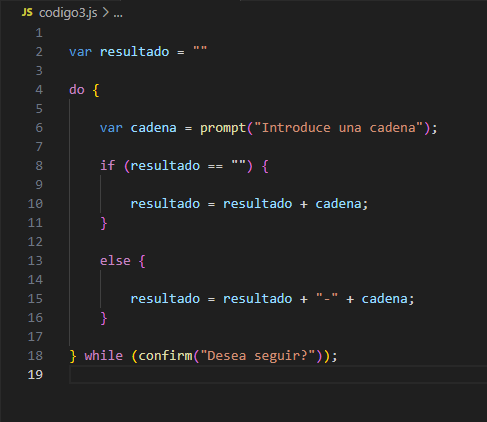 JS codigo3.js > ...
1
2 var resultado = ""
3
4 do {
5
6 var cadena = prompt("Introduce una cadena");
7
8 if (resultado == "") {
9
10 resultado = resultado + cadena;
11 }
12
13 else {
14
15 resultado = resultado + "-" + cadena;
16 }
17
18 } while (confirm("Desea seguir?"));
19